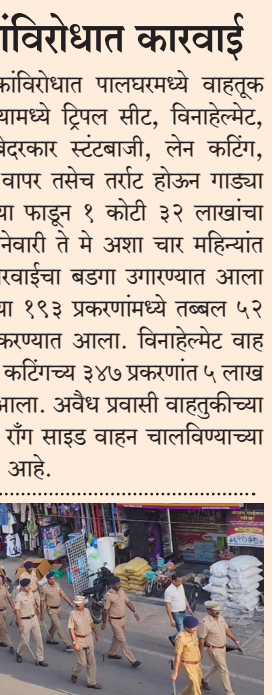 ंविरोधात कारवाई
कांविरोधात पालघरमध्ये वाहतूक
यामध्ये ट्रिपल सीट, विनाहेल्मेट,
बेदरकार स्टंटबाजी, लेन कटिंग,
वापर तसेच तर्राट होऊन गाड्या
या फाडून १ कोटी ३२ लाखांचा
नेवारी ते मे अशा चार महिन्यांत
रवाईचा बडगा उगारण्यात आला
या १९३ प्रकरणांमध्ये तब्बल ५२
करण्यात आला. विनाहेल्मेट वाह
कटिंगच्य ३४७ प्रकरणांत ५ लाख
आला. अवैध प्रवासी वाहतुकीच्या
राँग साइड वाहन चालविण्याच्या
आहे.